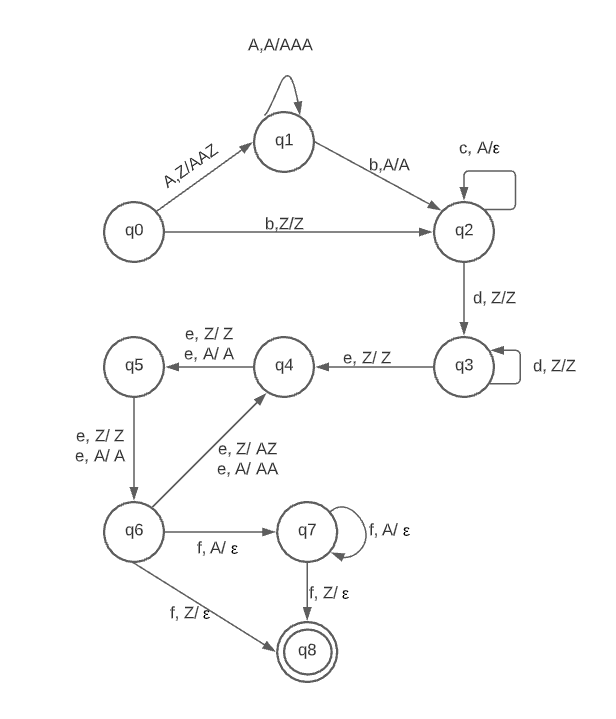 A,A/AAA
q1
A,Z/AAZ
b,A/A
c, A/ε
q0
b,Z/Z
q2
d, Z/Z
e, Z/ Z
e, A/ A
q5
q4
e, Z/ Z
q3
d, Z/Z
e, Z/ Z
e, A/ A
e, Z/ AZ
e, A/ AA
q6
f, A/ ε
q7
f, A/ ε
f, Z/ ε
f, Z/ ε
q8